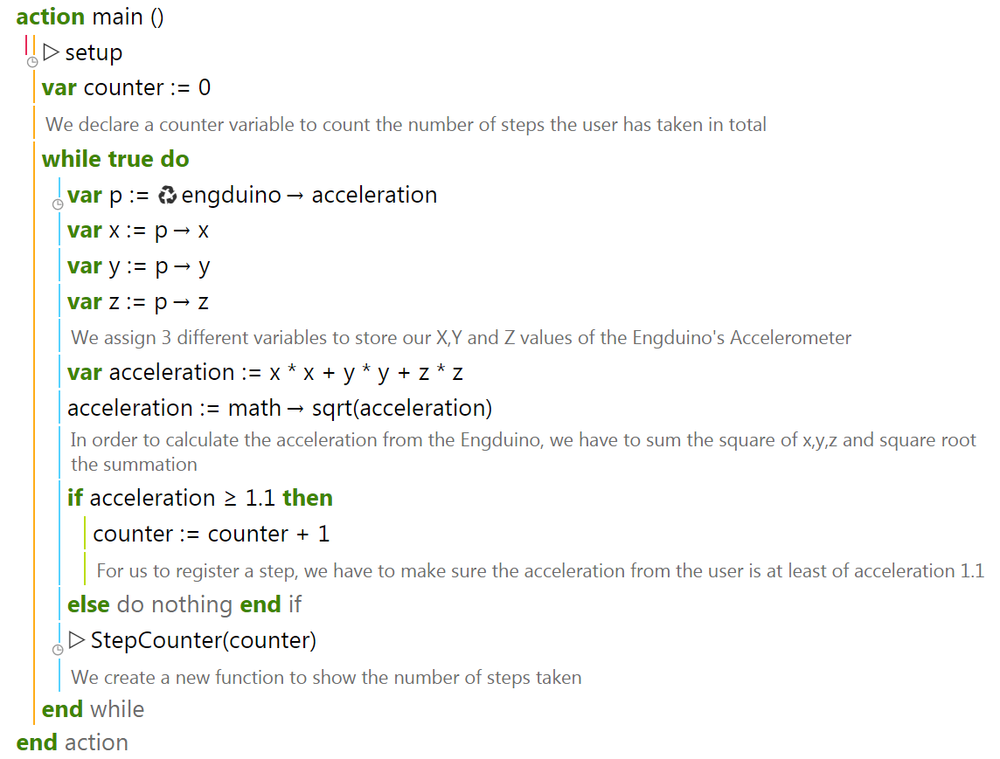 action main ()
▷ setup
var counter := 0
We declare a counter variable to count the number of steps the user has taken in total
while true do
var p := ♻ engduino → acceleration
var x := p → x
var y := p → y
var z := p → z
We assign 3 different variables to store our X,Y and Z values of the Engduino's Accelerometer
var acceleration := x * x + y * y + z * z
acceleration := math → sqrt(acceleration)
In order to calculate the acceleration from the Engduino, we have to sum the square of x,y,z and square root
the summation
if acceleration ≥ 1.1 then
counter := counter + 1
For us to register a step, we have to make sure the acceleration from the user is at least of acceleration 1.1
else do nothing end if
▷ StepCounter(counter)
We create a new function to show the number of steps taken
end while
end action